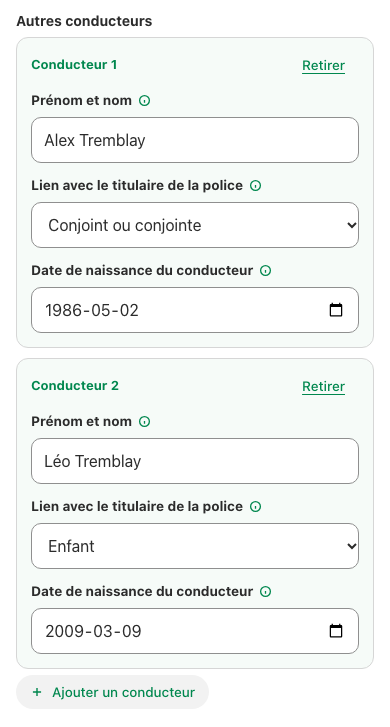 Autres conducteurs
Conducteur 1 Retirer
Prénom et nom
Alex Tremblay
Lien avec le titulaire de la police
Conjoint ou conjointe
Date de naissance du conducteur
1986-05-02
Conducteur 2 Retirer
Prénom et nom
Léo Tremblay
Lien avec le titulaire de la police
Enfant
Date de naissance du conducteur
2009-03-09
+ Ajouter un conducteur